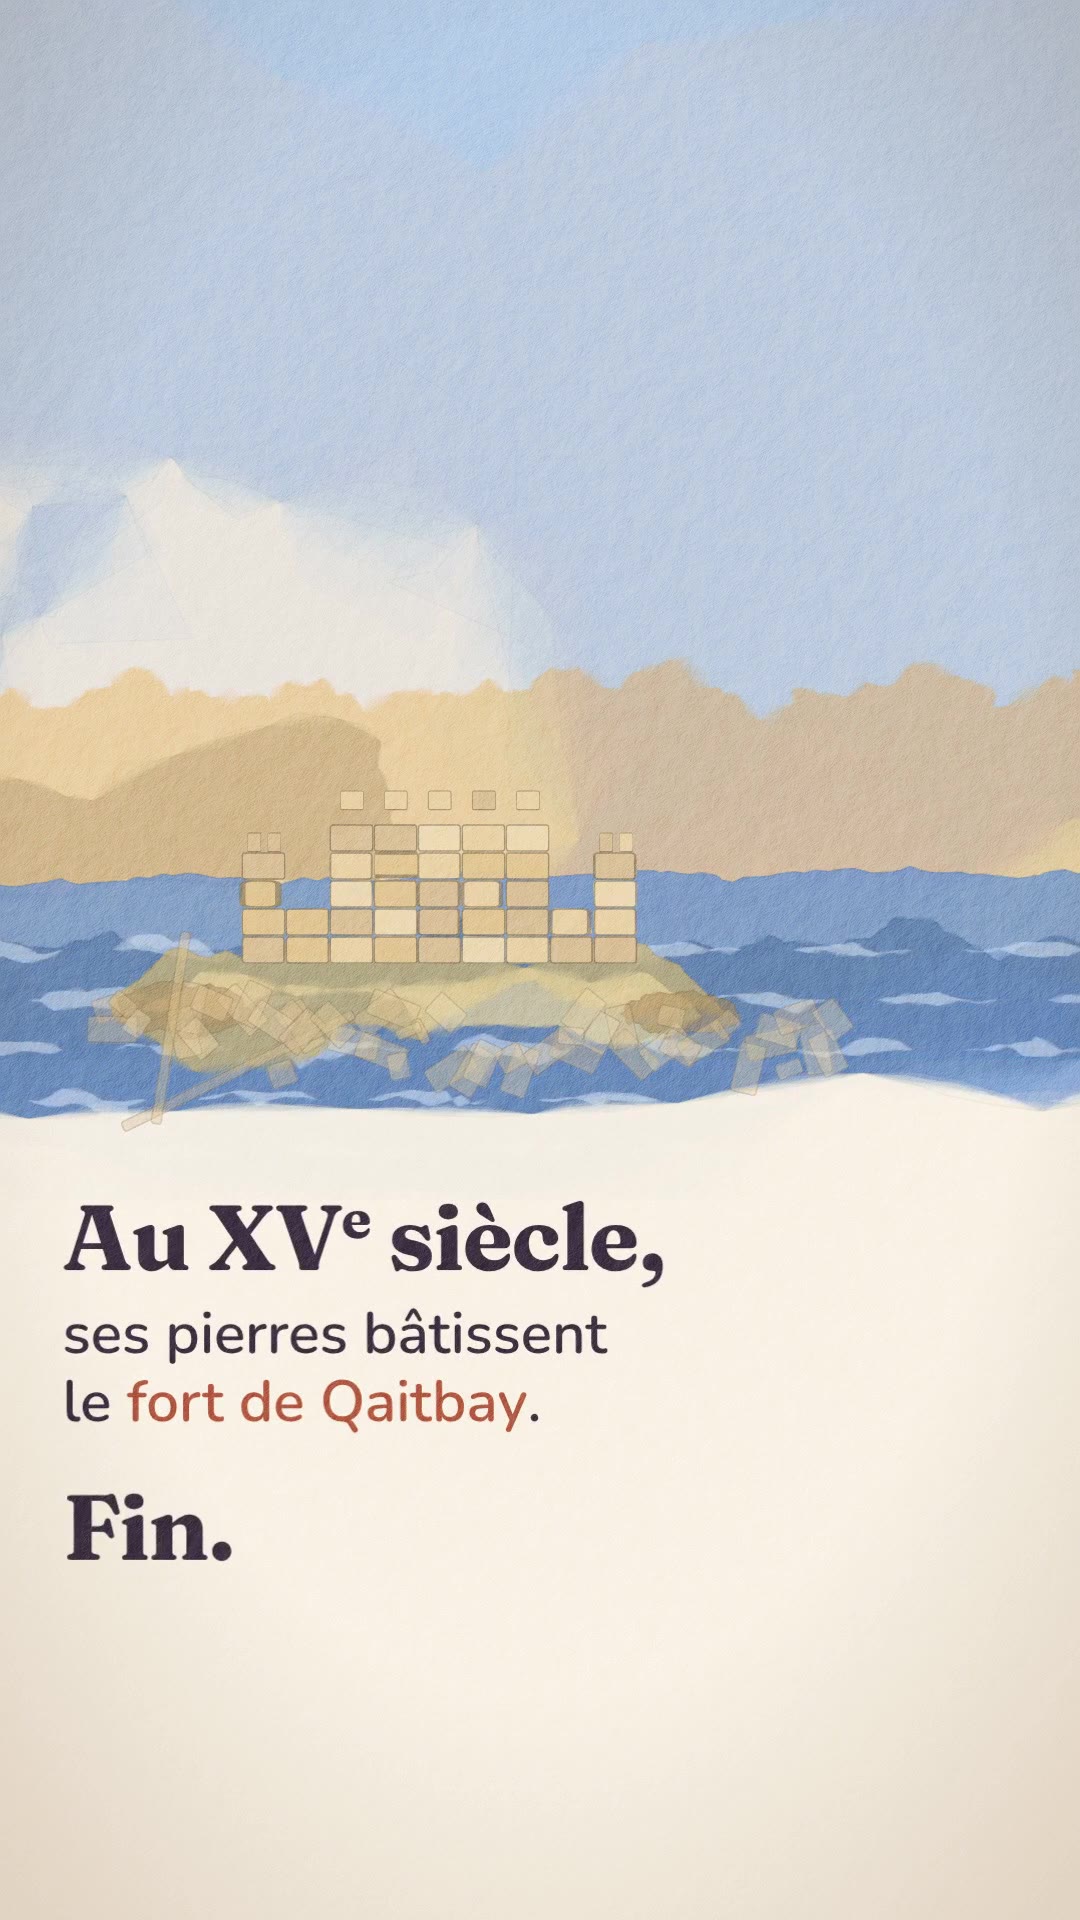 Au XVᵉ siècle,
ses pierres bâtissent
le fort de Qaitbay.
Fin.